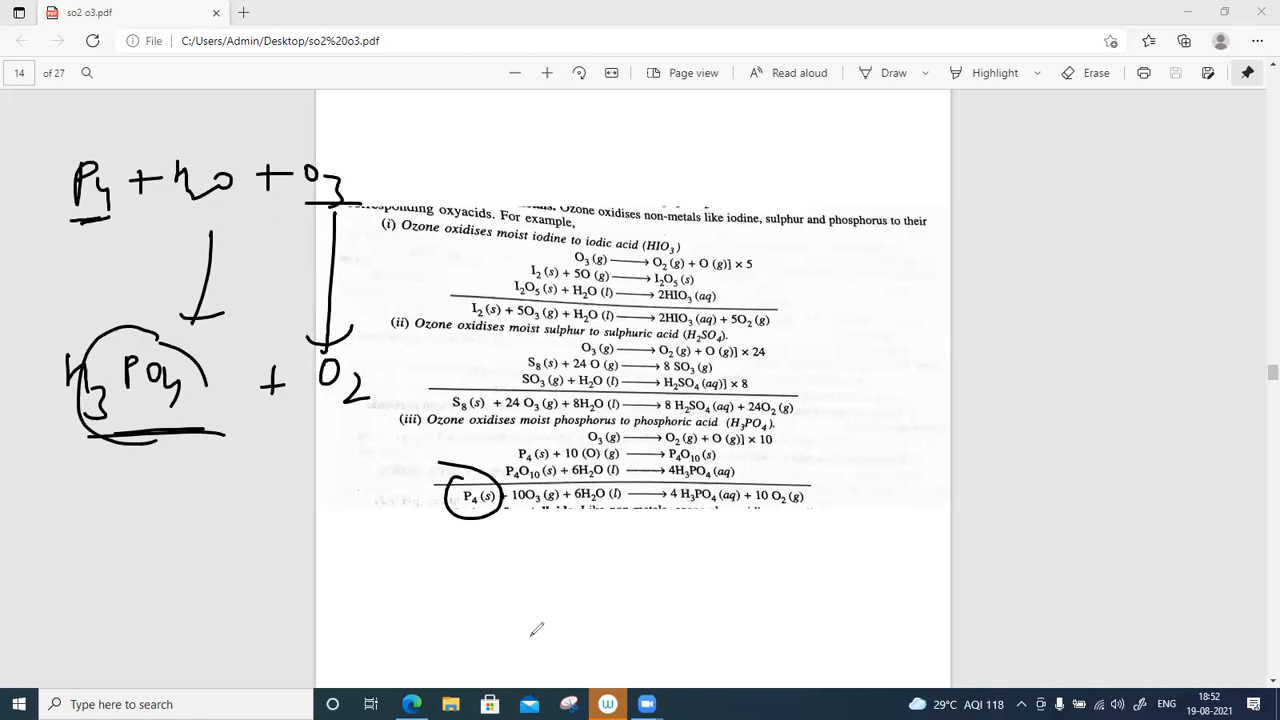 so2 o3.pdf
File C:/Users/Admin/Desktop/so2%20o3.pdf
14 of 27 Page view Read aloud Draw Highlight Erase
P4 + H2O + O3
H3PO4 + O2
corresponding oxyacids. For example, Ozone oxidises non-metals like iodine, sulphur and phosphorus to their
(i) Ozone oxidises moist iodine to iodic acid (HIO3)
O3 (g) ⟶ O2 (g) + O (g)] × 5
I2 (s) + 5O (g) ⟶ I2O5 (s)
I2O5 (s) + H2O (l) ⟶ 2HIO3 (aq)
I2 (s) + 5O3 (g) + H2O (l) ⟶ 2HIO3 (aq) + 5O2 (g)
(ii) Ozone oxidises moist sulphur to sulphuric acid (H2SO4).
O3 (g) ⟶ O2 (g) + O (g)] × 24
S8 (s) + 24 O (g) ⟶ 8 SO3 (g)
SO3 (g) + H2O (l) ⟶ H2SO4 (aq)] × 8
S8 (s) + 24 O3 (g) + 8H2O (l) ⟶ 8 H2SO4 (aq) + 24O2 (g)
(iii) Ozone oxidises moist phosphorus to phosphoric acid (H3PO4).
O3 (g) ⟶ O2 (g) + O (g)] × 10
P4 (s) + 10 (O) (g) ⟶ P4O10 (s)
P4O10 (s) + 6H2O (l) ⟶ 4H3PO4 (aq)
P4 (s) + 10O3 (g) + 6H2O (l) ⟶ 4 H3PO4 (aq) + 10 O2 (g)
Type here to search
29°C AQI 118 ENG 18:52
19-08-2021